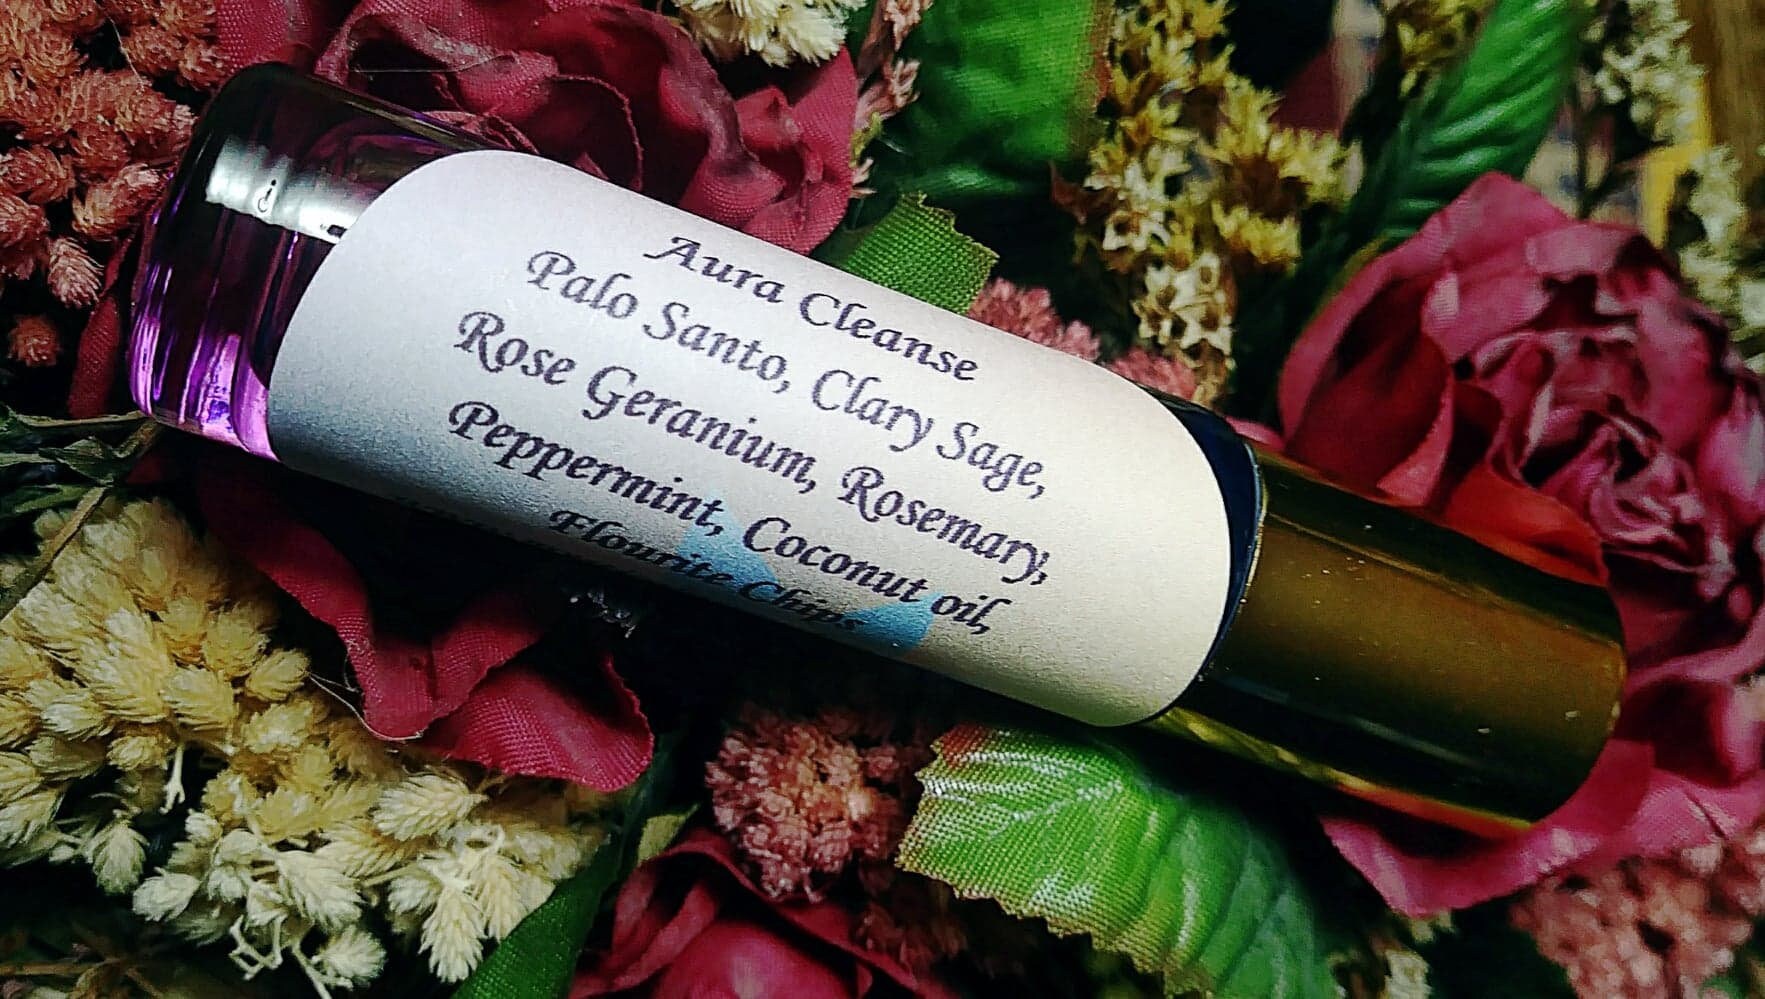 Aura Cleanse
Palo Santo, Clary Sage,
Rose Geranium, Rosemary,
Peppermint, Coconut oil,
Flourite Chips